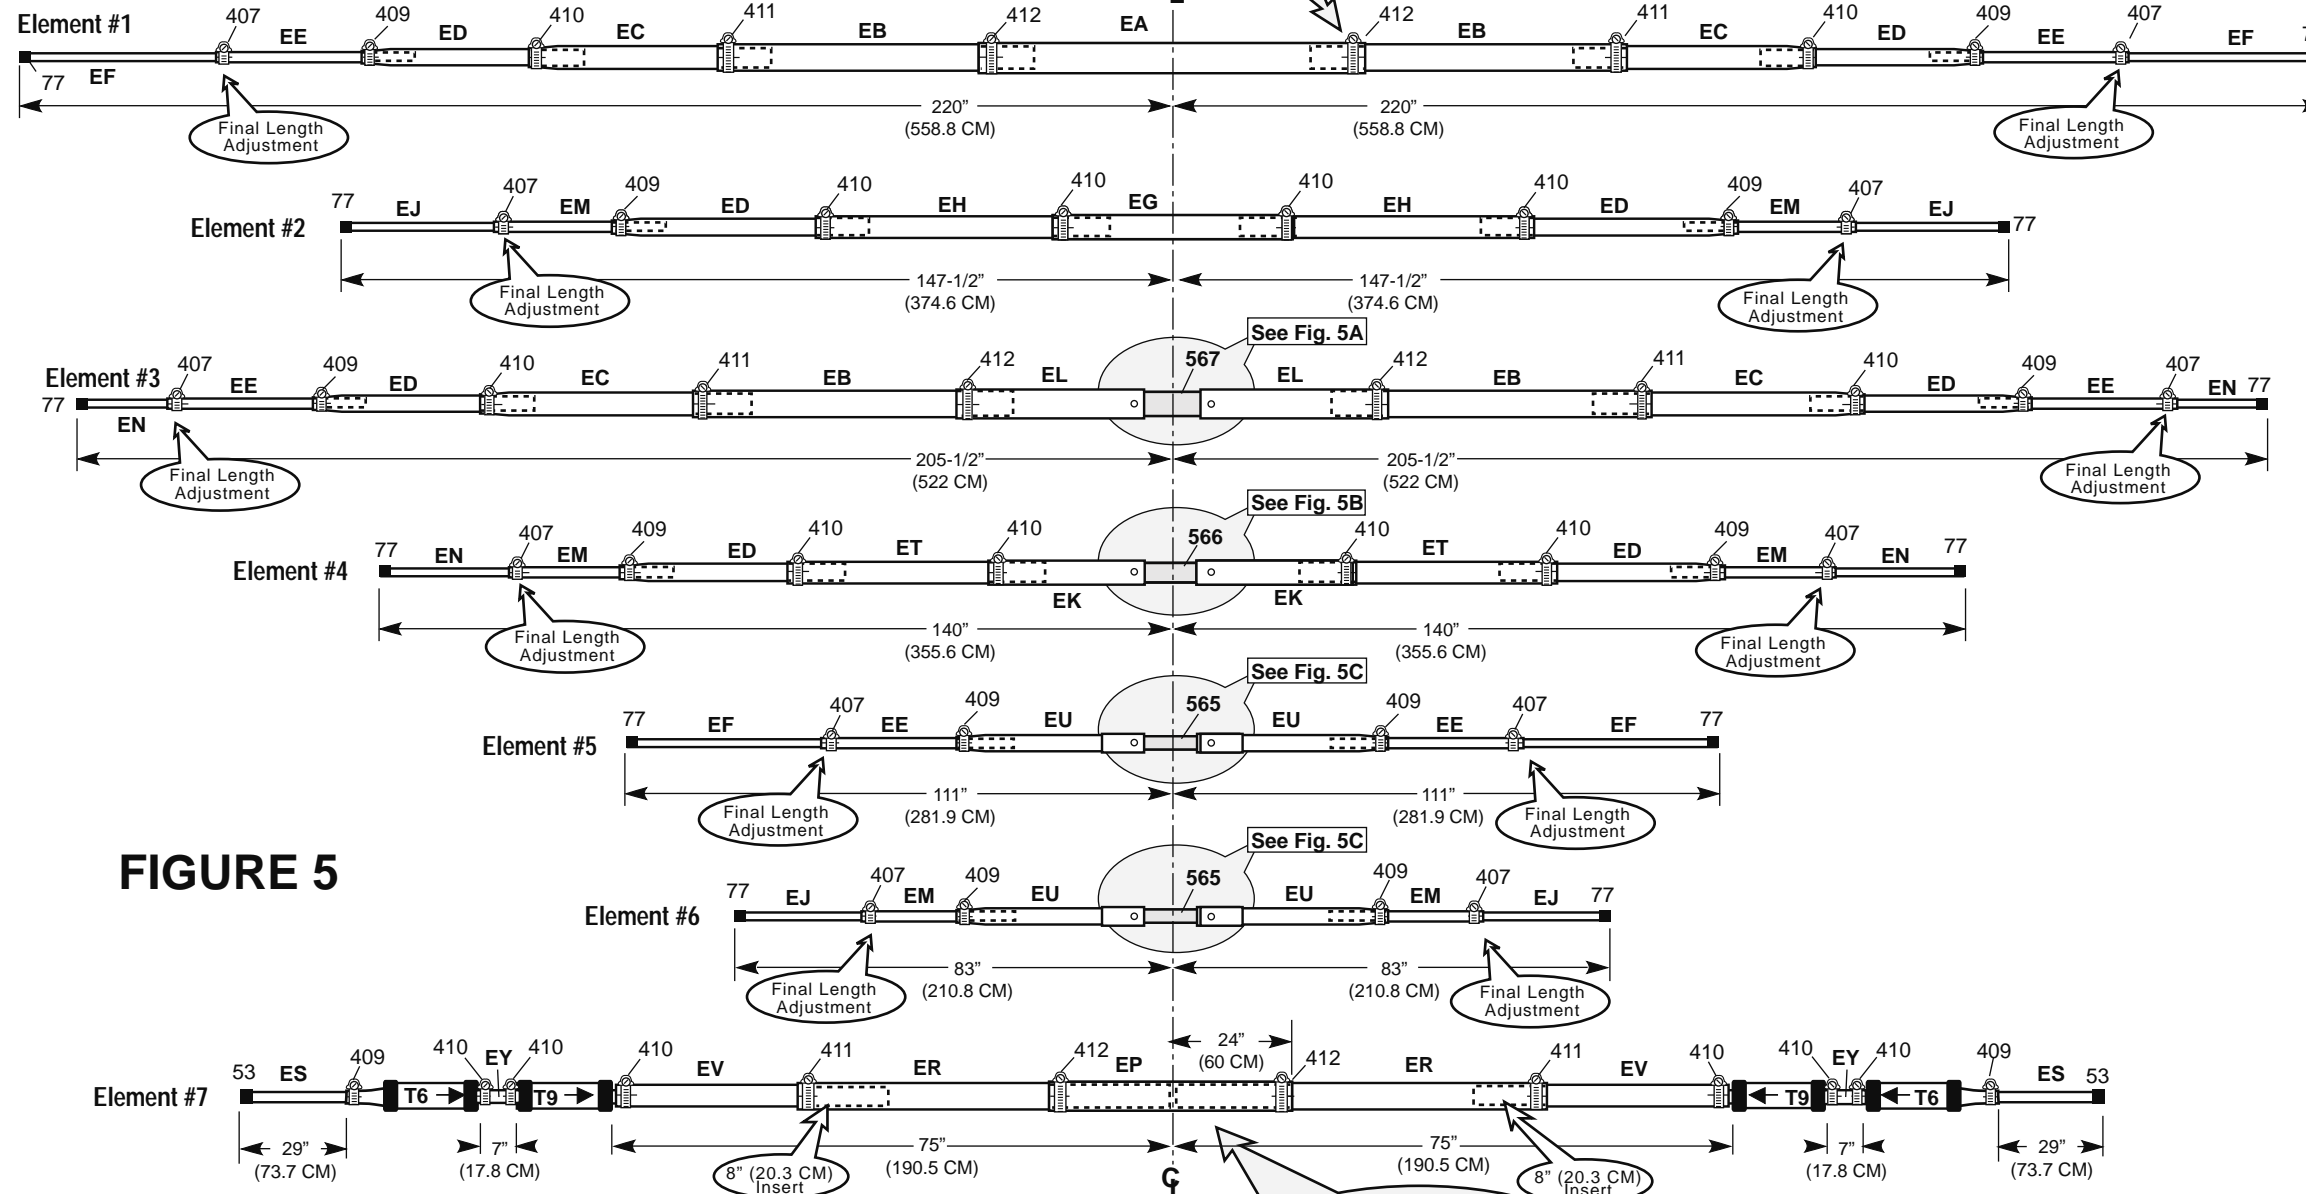 Element #1
407 EE 409 ED 410 EC 411 EB 412 EA 412 EB 411 EC 410 ED 409 EE 407 EF
77 EF
220” 220”
(558.8 CM) (558.8 CM)
Final Length
Adjustment
Final Length
Adjustment
Element #2
77 EJ 407 EM 409 ED 410 EH 410 EG 410 EH 410 ED 409 EM 407 EJ 77
147-1/2” 147-1/2”
(374.6 CM) (374.6 CM)
Final Length
Adjustment
Final Length
Adjustment
See Fig. 5A
Element #3
77 EN 407 EE 409 ED 410 EC 411 EB 412 EL 567 EL 412 EB 411 EC 410 ED 409 EE 407 EN 77
205-1/2” 205-1/2”
(522 CM) (522 CM)
Final Length
Adjustment
Final Length
Adjustment
See Fig. 5B
Element #4
77 EN 407 EM 409 ED 410 ET 410 EK 566 EK 410 ET 410 ED 409 EM 407 EN 77
140” 140”
(355.6 CM) (355.6 CM)
Final Length
Adjustment
Final Length
Adjustment
See Fig. 5C
Element #5
77 EF 407 EE 409 EU 565 EU 409 EE 407 EF 77
111” 111”
(281.9 CM) (281.9 CM)
Final Length
Adjustment
Final Length
Adjustment
FIGURE 5
See Fig. 5C
Element #6
77 EJ 407 EM 409 EU 565 EU 409 EM 407 EJ 77
83” 83”
(210.8 CM) (210.8 CM)
Final Length
Adjustment
Final Length
Adjustment
24”
(60 CM)
Element #7
53 ES 409 T6 410 EY 410 T9 410 EV 411 ER 412 EP 412 ER 411 EV 410 T9 410 EY 410 T6 409 ES 53
29” 7” 75” 75” 7” 29”
(73.7 CM) (17.8 CM) (190.5 CM) (190.5 CM) (17.8 CM) (73.7 CM)
8” (20.3 CM)
Insert
8” (20.3 CM)
Insert